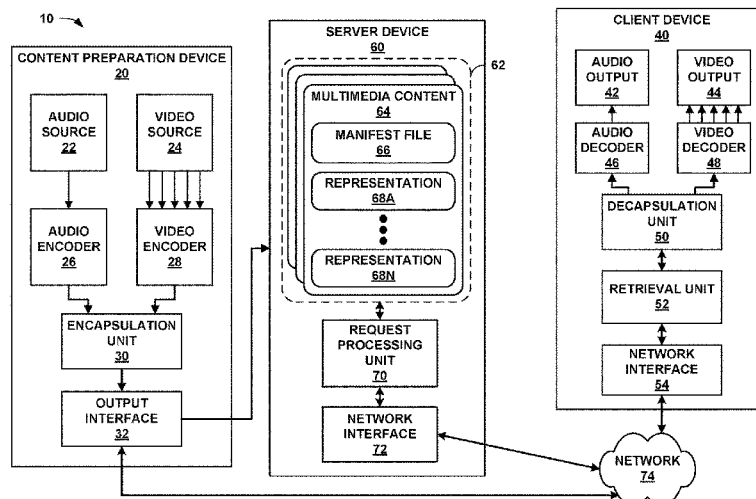 10
CONTENT PREPARATION DEVICE
20
AUDIO
SOURCE
22
VIDEO
SOURCE
24
AUDIO
ENCODER
26
VIDEO
ENCODER
28
ENCAPSULATION
UNIT
30
OUTPUT
INTERFACE
32
SERVER DEVICE
60
62
MULTIMEDIA CONTENT
64
MANIFEST FILE
66
REPRESENTATION
68A
REPRESENTATION
68N
REQUEST
PROCESSING
UNIT
70
NETWORK
INTERFACE
72
CLIENT DEVICE
40
AUDIO
OUTPUT
42
VIDEO
OUTPUT
44
AUDIO
DECODER
46
VIDEO
DECODER
48
DECAPSULATION
UNIT
50
RETRIEVAL UNIT
52
NETWORK
INTERFACE
54
NETWORK
74